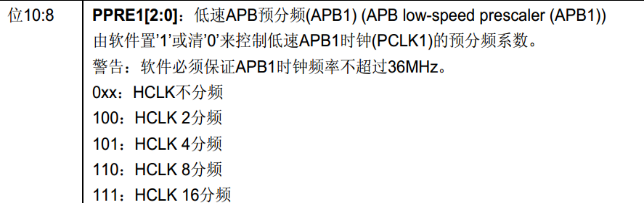 位10:8
PPRE1[2:0]：低速APB预分频(APB1) (APB low-speed prescaler (APB1))
由软件置'1'或清'0'来控制低速APB1时钟(PCLK1)的预分频系数。
警告：软件必须保证APB1时钟频率不超过36MHz。
0xx：HCLK不分频
100：HCLK 2分频
101：HCLK 4分频
110：HCLK 8分频
111：HCLK 16分频